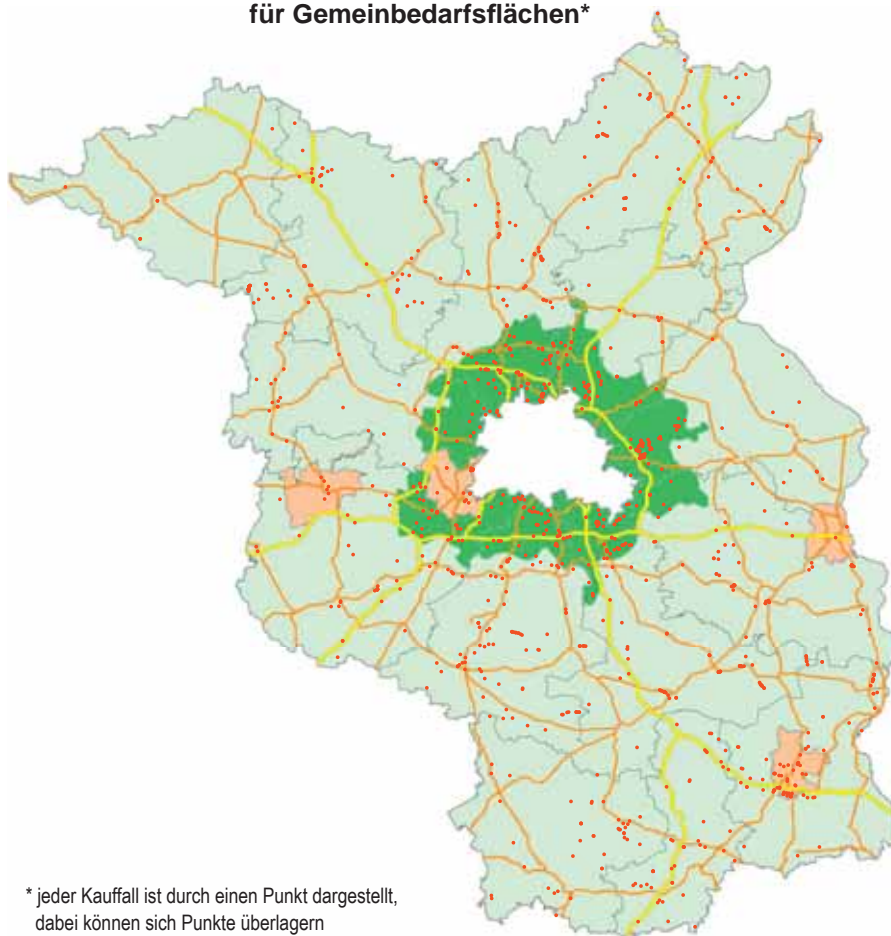 für Gemeinbedarfsflächen*
* jeder Kauffall ist durch einen Punkt dargestellt,
dabei können sich Punkte überlagern